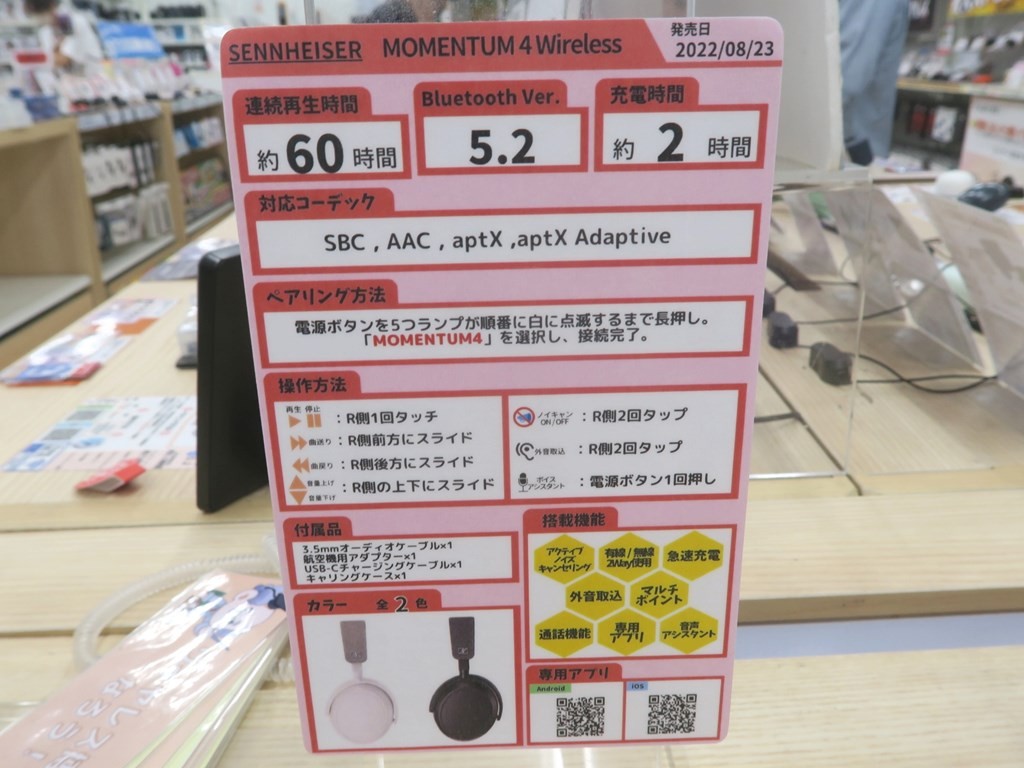 SENNHEISER MOMENTUM 4 Wireless
発売日
2022/08/23
連続再生時間
約60時間
Bluetooth Ver.
5.2
充電時間
約 2 時間
対応コーデック
SBC , AAC , aptX ,aptX Adaptive
ペアリング方法
電源ボタンを5つランプが順番に白に点滅するまで長押し。
「MOMENTUM4」を選択し、接続完了。
操作方法
再生 停止 : R側1回タッチ
曲送り : R側前方にスライド
曲戻り : R側後方にスライド
音量上げ
音量下げ : R側の上下にスライド
ノイキャン
ON/OFF : R側2回タップ
外音取込 : R側2回タップ
ボイス
アシスタント : 電源ボタン1回押し
付属品
3.5mmオーディオケーブル×1
航空機用アダプター×1
USB-Cチャージングケーブル×1
キャリングケース×1
搭載機能
アクティブ
ノイズ
キャンセリング
有線/無線
2Way使用
急速充電
外音取込
マルチ
ポイント
通話機能
専用
アプリ
音声
アシスタント
カラー 全2色
専用アプリ
Android
iOS